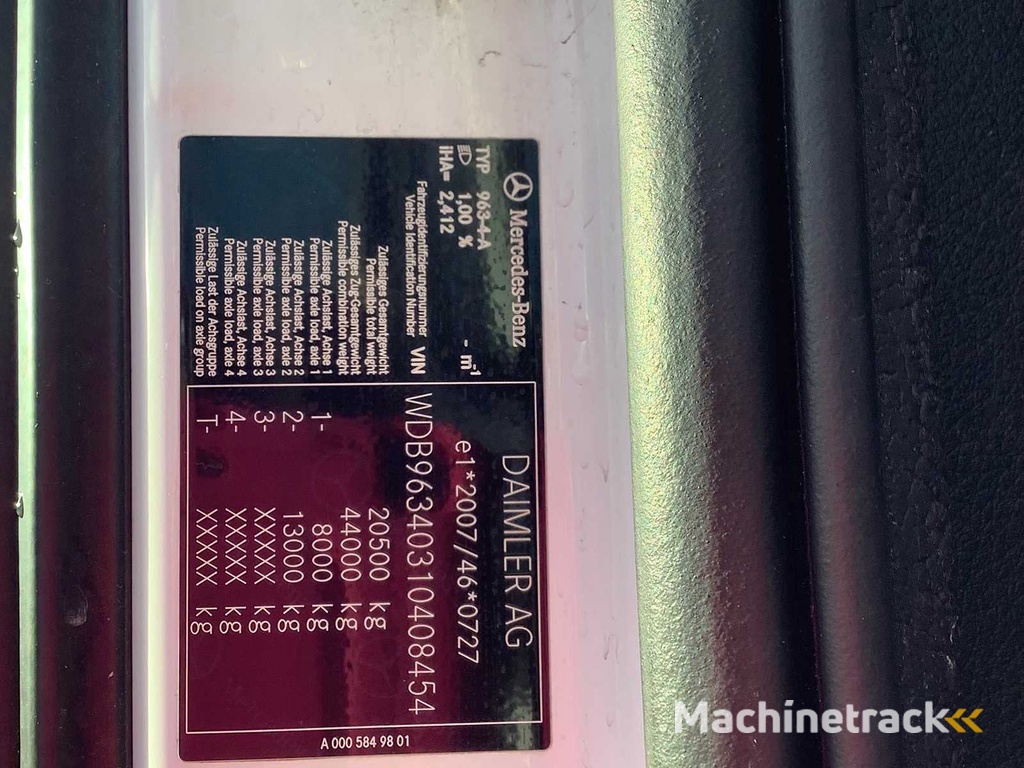 Mercedes-Benz DAIMLER AG
TYP 963-4-A
1,00 % - m-1 e1*2007/46*0727
iHA= 2,412
Fahrzeugidentifizierungsnummer
Vehicle Identification Number VIN WDB96340310408454
Zulässiges Gesamtgewicht
Permissible total weight 20500 kg
Zulässiges Zug-Gesamtgewicht
Permissible combination weight 44000 kg
Zulässige Achslast, Achse 1
Permissible axle load, axle 1 1- 8000 kg
Zulässige Achslast, Achse 2
Permissible axle load, axle 2 2- 13000 kg
Zulässige Achslast, Achse 3
Permissible axle load, axle 3 3- XXXXX kg
Zulässige Achslast, Achse 4
Permissible axle load, axle 4 4- XXXXX kg
Zulässige Last der Achsgruppe
Permissible load on axle group T- XXXXX kg
A 000 584 98 01
Machinetrack